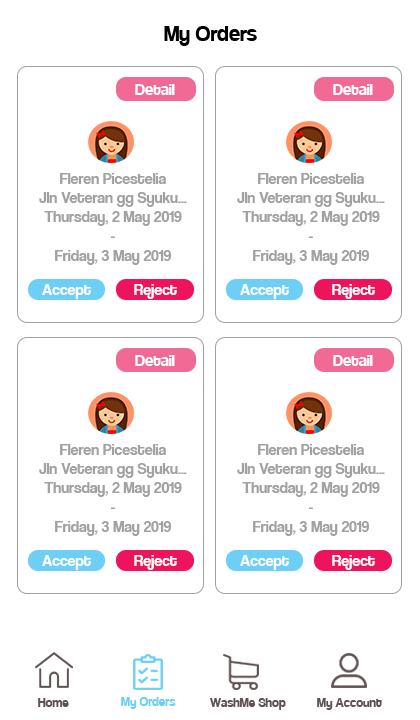 My Orders
Detail
Fleren Picestelia
Jln Veteran gg Syuku...
Thursday, 2 May 2019
-
Friday, 3 May 2019
Accept Reject
Detail
Fleren Picestelia
Jln Veteran gg Syuku...
Thursday, 2 May 2019
-
Friday, 3 May 2019
Accept Reject
Detail
Fleren Picestelia
Jln Veteran gg Syuku...
Thursday, 2 May 2019
-
Friday, 3 May 2019
Accept Reject
Detail
Fleren Picestelia
Jln Veteran gg Syuku...
Thursday, 2 May 2019
-
Friday, 3 May 2019
Accept Reject
Home My Orders WashMe Shop My Account